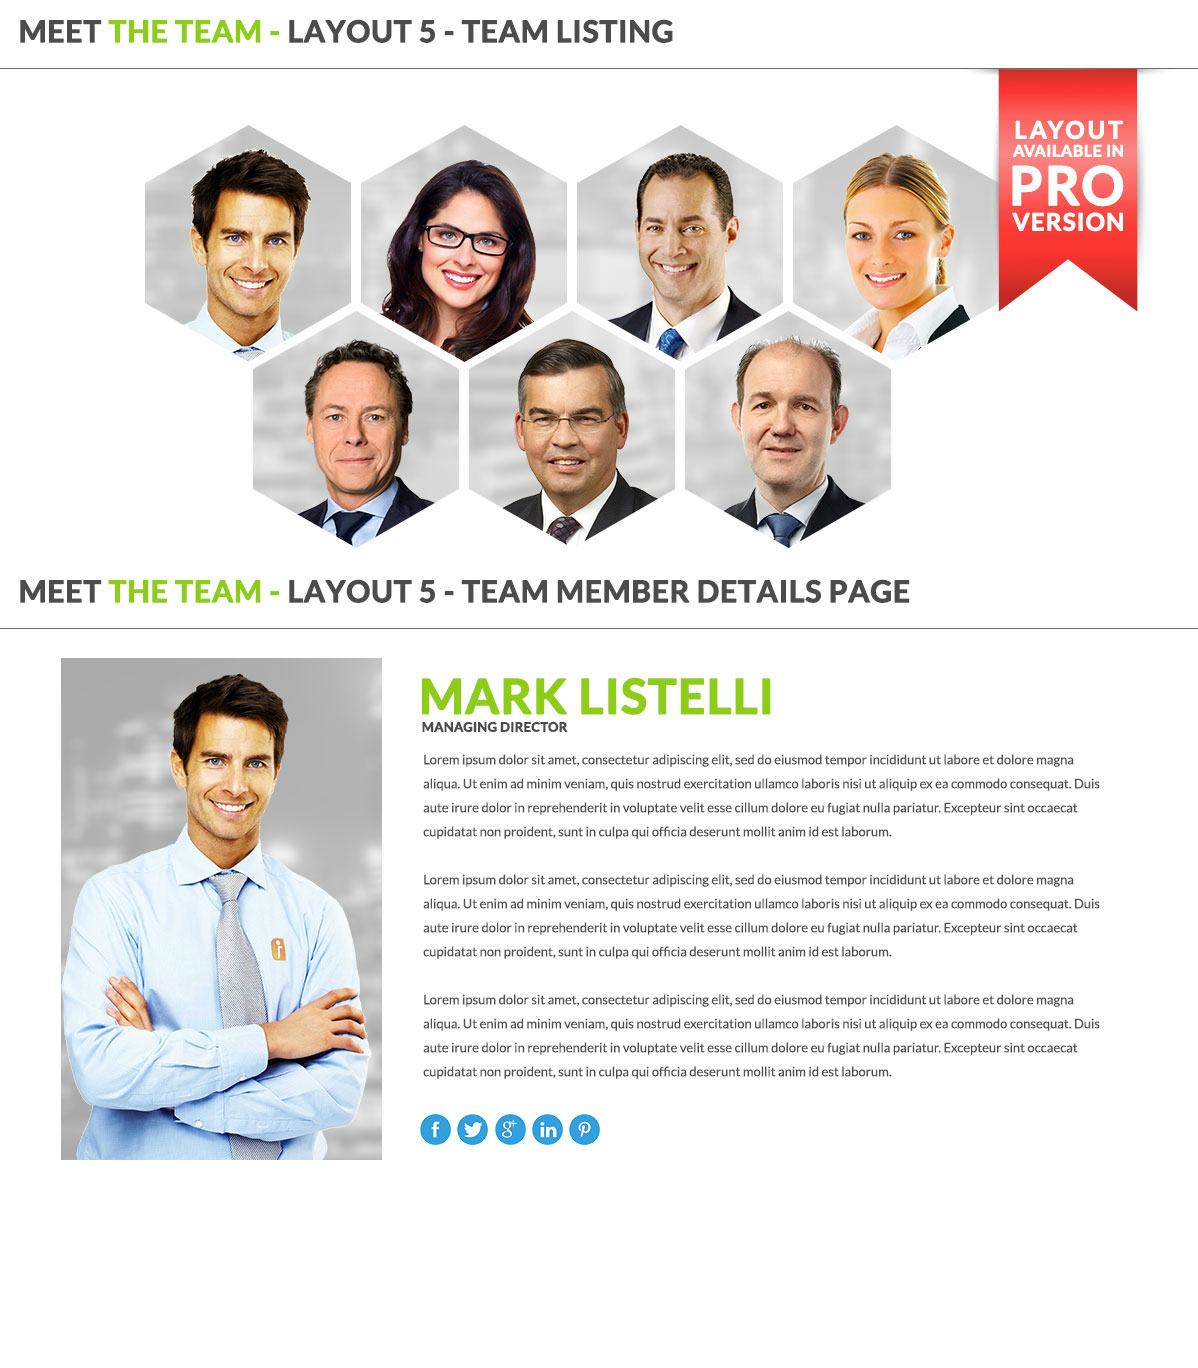 MEET THE TEAM - LAYOUT 5 - TEAM LISTING
LAYOUT
AVAILABLE IN
PRO
VERSION
MEET THE TEAM - LAYOUT 5 - TEAM MEMBER DETAILS PAGE
MARK LISTELLI
MANAGING DIRECTOR
Lorem ipsum dolor sit amet, consectetur adipiscing elit, sed do eiusmod tempor incididunt ut labore et dolore magna
aliqua. Ut enim ad minim veniam, quis nostrud exercitation ullamco laboris nisi ut aliquip ex ea commodo consequat. Duis
aute irure dolor in reprehenderit in voluptate velit esse cillum dolore eu fugiat nulla pariatur. Excepteur sint occaecat
cupidatat non proident, sunt in culpa qui officia deserunt mollit anim id est laborum.
Lorem ipsum dolor sit amet, consectetur adipiscing elit, sed do eiusmod tempor incididunt ut labore et dolore magna
aliqua. Ut enim ad minim veniam, quis nostrud exercitation ullamco laboris nisi ut aliquip ex ea commodo consequat. Duis
aute irure dolor in reprehenderit in voluptate velit esse cillum dolore eu fugiat nulla pariatur. Excepteur sint occaecat
cupidatat non proident, sunt in culpa qui officia deserunt mollit anim id est laborum.
Lorem ipsum dolor sit amet, consectetur adipiscing elit, sed do eiusmod tempor incididunt ut labore et dolore magna
aliqua. Ut enim ad minim veniam, quis nostrud exercitation ullamco laboris nisi ut aliquip ex ea commodo consequat. Duis
aute irure dolor in reprehenderit in voluptate velit esse cillum dolore eu fugiat nulla pariatur. Excepteur sint occaecat
cupidatat non proident, sunt in culpa qui officia deserunt mollit anim id est laborum.